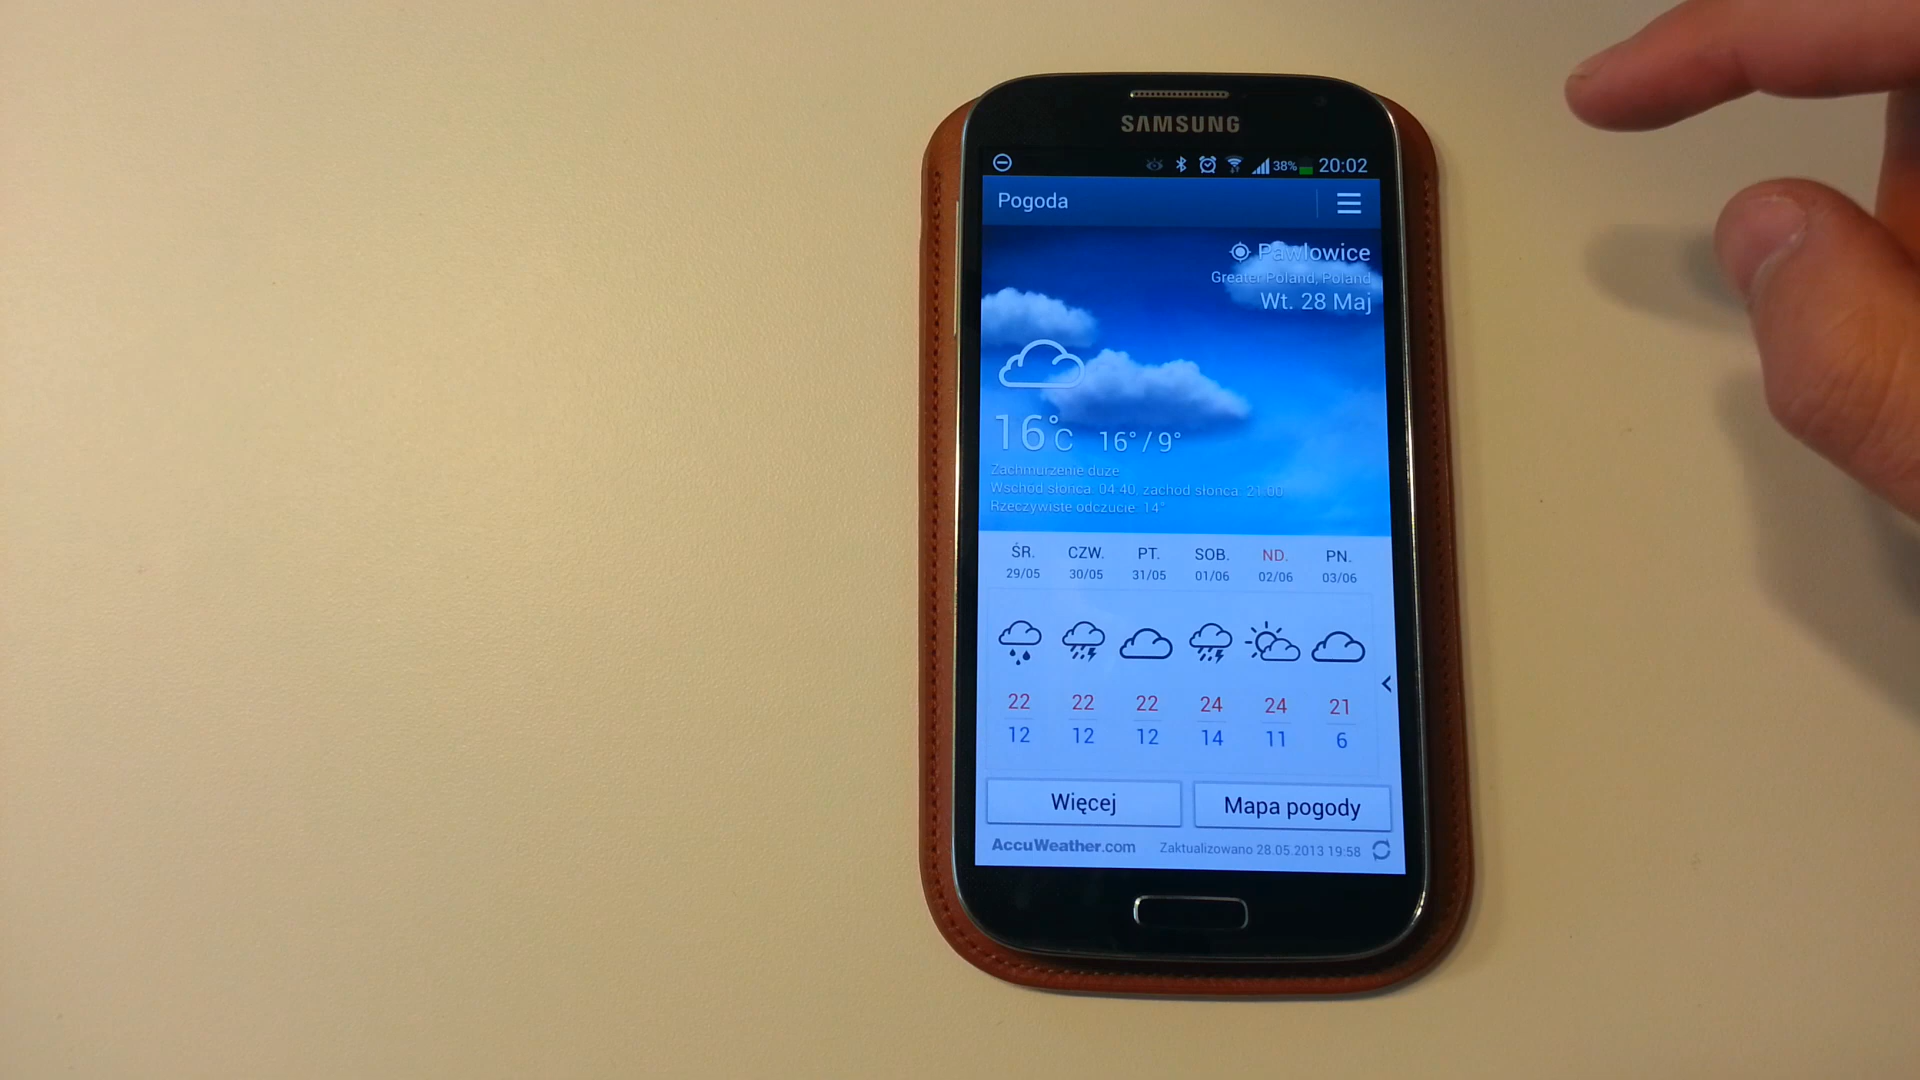 SAMSUNG
38% 20:02
Pogoda
Pawlowice
Greater Poland, Poland
Wt. 28 Maj
16°C 16°/9°
Zachmurzenie duże
Wschód słońca: 04:40, zachód słońca: 21:00
Rzeczywiste odczucie: 14°
ŚR. CZW. PT. SOB. ND. PN.
29/05 30/05 31/05 01/06 02/06 03/06
22 22 22 24 24 21
12 12 12 14 11 6
Więcej Mapa pogody
AccuWeather.com Zaktualizowano 28.05.2013 19:58